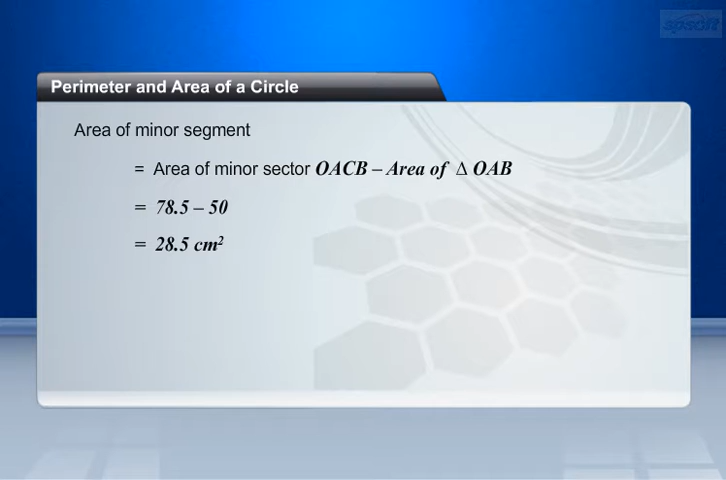 spsoft
Perimeter and Area of a Circle
Area of minor segment
= Area of minor sector OACB – Area of Δ OAB
= 78.5 – 50
= 28.5 cm²